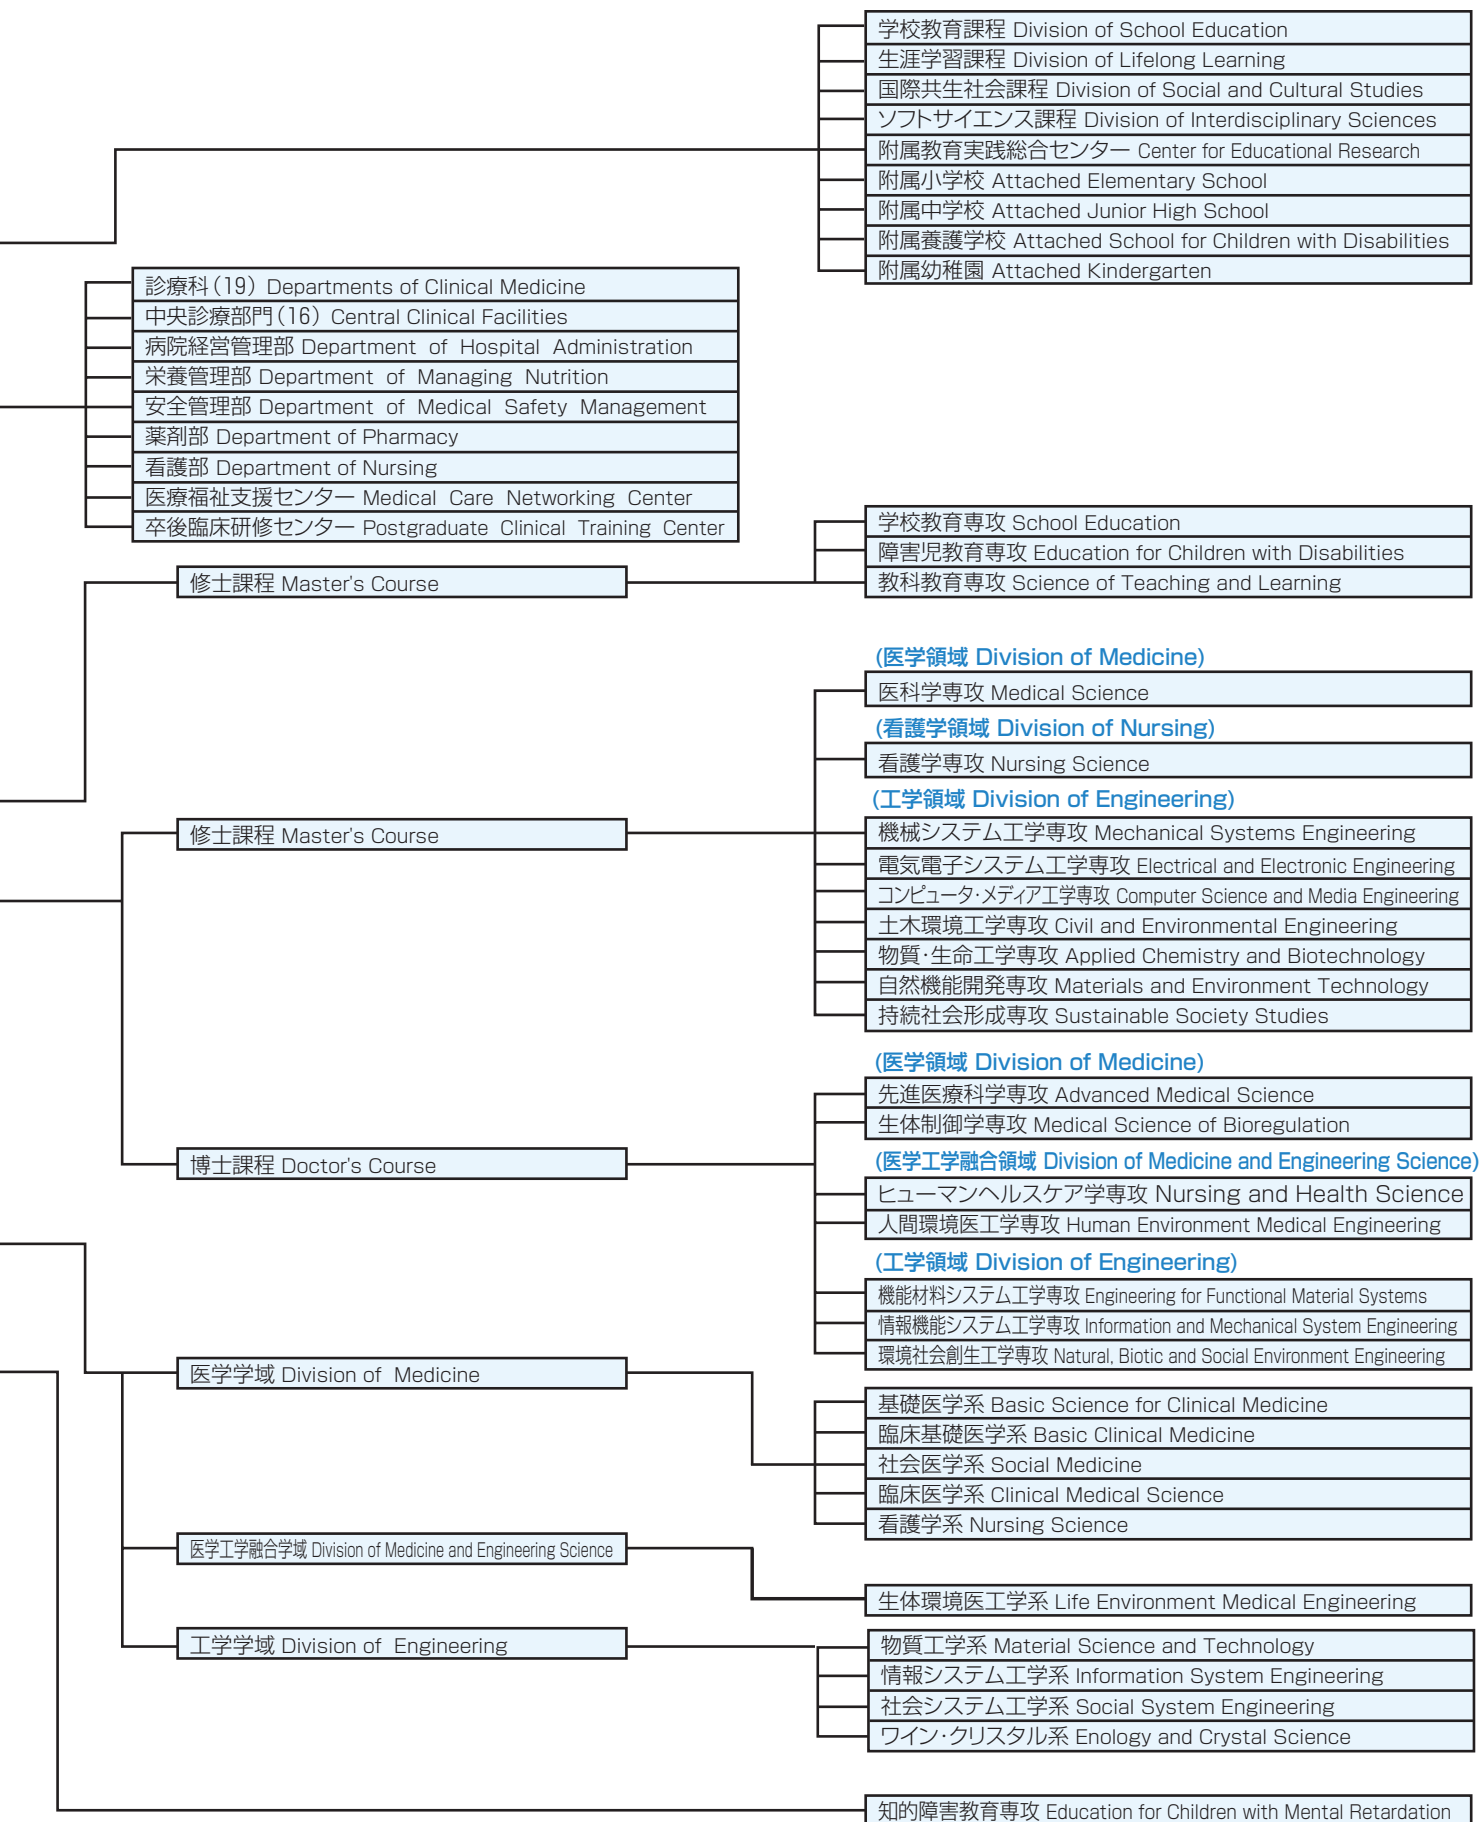 学校教育課程 Division of School Education
生涯学習課程 Division of Lifelong Learning
国際共生社会課程 Division of Social and Cultural Studies
ソフトサイエンス課程 Division of Interdisciplinary Sciences
附属教育実践総合センター Center for Educational Research
附属小学校 Attached Elementary School
附属中学校 Attached Junior High School
附属養護学校 Attached School for Children with Disabilities
附属幼稚園 Attached Kindergarten
診療科(19) Departments of Clinical Medicine
中央診療部門(16) Central Clinical Facilities
病院経営管理部 Department of Hospital Administration
栄養管理部 Department of Managing Nutrition
安全管理部 Department of Medical Safety Management
薬剤部 Department of Pharmacy
看護部 Department of Nursing
医療福祉支援センター Medical Care Networking Center
卒後臨床研修センター Postgraduate Clinical Training Center
修士課程 Master's Course
学校教育専攻 School Education
障害児教育専攻 Education for Children with Disabilities
教科教育専攻 Science of Teaching and Learning
修士課程 Master's Course
(医学領域 Division of Medicine)
医科学専攻 Medical Science
(看護学領域 Division of Nursing)
看護学専攻 Nursing Science
(工学領域 Division of Engineering)
機械システム工学専攻 Mechanical Systems Engineering
電気電子システム工学専攻 Electrical and Electronic Engineering
コンピュータ・メディア工学専攻 Computer Science and Media Engineering
土木環境工学専攻 Civil and Environmental Engineering
物質・生命工学専攻 Applied Chemistry and Biotechnology
自然機能開発専攻 Materials and Environment Technology
持続社会形成専攻 Sustainable Society Studies
博士課程 Doctor's Course
(医学領域 Division of Medicine)
先進医療科学専攻 Advanced Medical Science
生体制御学専攻 Medical Science of Bioregulation
(医学工学融合領域 Division of Medicine and Engineering Science)
ヒューマンヘルスケア学専攻 Nursing and Health Science
人間環境医工学専攻 Human Environment Medical Engineering
(工学領域 Division of Engineering)
機能材料システム工学専攻 Engineering for Functional Material Systems
情報機能システム工学専攻 Information and Mechanical System Engineering
環境社会創生工学専攻 Natural, Biotic and Social Environment Engineering
医学学域 Division of Medicine
基礎医学系 Basic Science for Clinical Medicine
臨床基礎医学系 Basic Clinical Medicine
社会医学系 Social Medicine
臨床医学系 Clinical Medical Science
看護学系 Nursing Science
医学工学融合学域 Division of Medicine and Engineering Science
生体環境医工学系 Life Environment Medical Engineering
工学学域 Division of Engineering
物質工学系 Material Science and Technology
情報システム工学系 Information System Engineering
社会システム工学系 Social System Engineering
ワイン・クリスタル系 Enology and Crystal Science
知的障害教育専攻 Education for Children with Mental Retardation